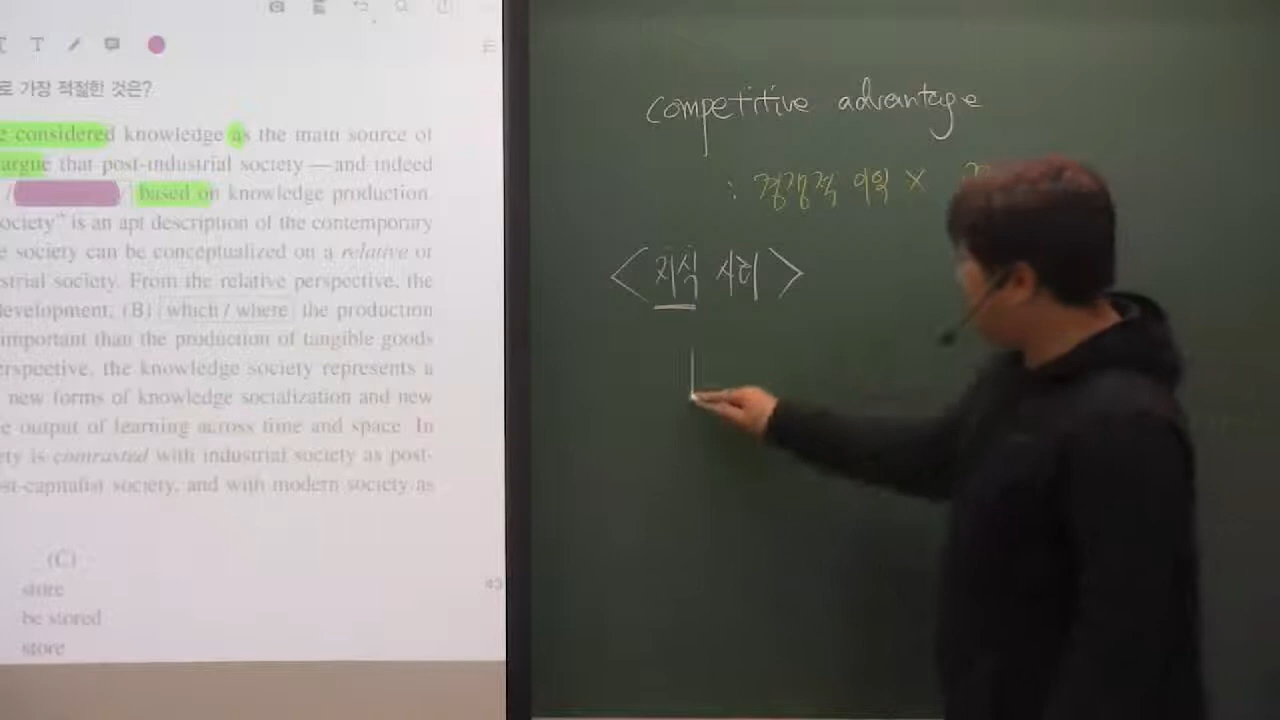 로 가장 적절한 것은?
e considered knowledge as the main source of
argue that post-industrial society — and indeed
based on knowledge production.
ociety" is an apt description of the contemporary
e society can be conceptualized on a relative or
strial society. From the relative perspective, the
evelopment, (B) which / where the production
important than the production of tangible goods
erspective, the knowledge society represents a
new forms of knowledge socialization and new
e output of learning across time and space. In
ety is contrasted with industrial society as post-
st-capitalist society, and with modern society as
(C)
store
be stored
store
competitive advantage
: 경쟁적 이익 X
<지식 사회>